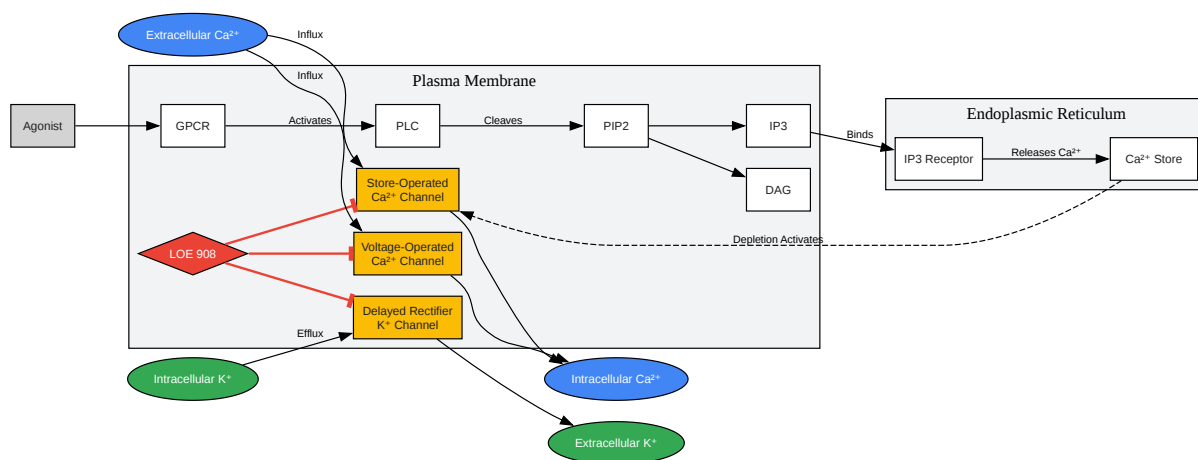 Extracellular Ca²⁺
Influx
Influx
Plasma Membrane
Agonist
GPCR
Activates
PLC
Cleaves
PIP2
IP3
DAG
Binds
Endoplasmic Reticulum
IP3 Receptor
Releases Ca²⁺
Ca²⁺ Store
Store-Operated
Ca²⁺ Channel
Depletion Activates
LOE 908
Voltage-Operated
Ca²⁺ Channel
Delayed Rectifier
K⁺ Channel
Efflux
Intracellular K⁺
Intracellular Ca²⁺
Extracellular K⁺